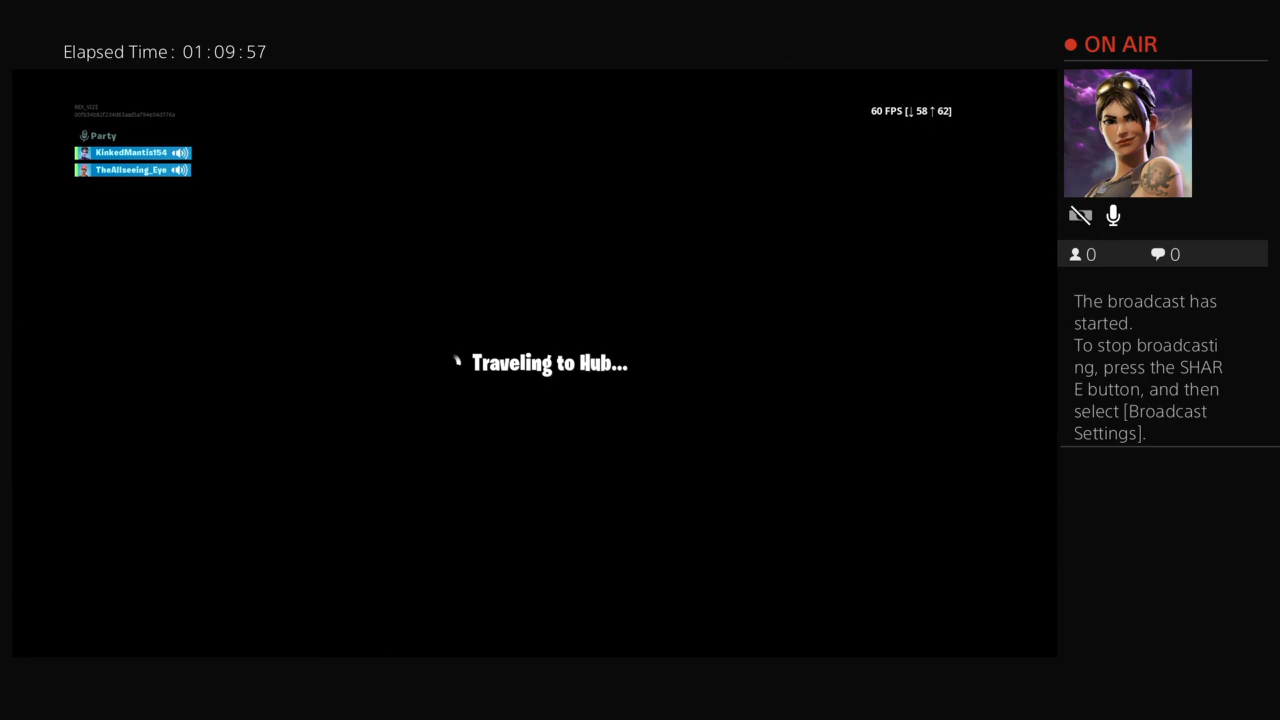 Elapsed Time: 01:09:57
ON AIR
60 FPS [↓ 58 ↑ 62]
Party
KinkedMantis154
TheAllseeing_Eye
0 0
The broadcast has
started.
To stop broadcasti
ng, press the SHAR
E button, and then
select [Broadcast
Settings].
Traveling to Hub...